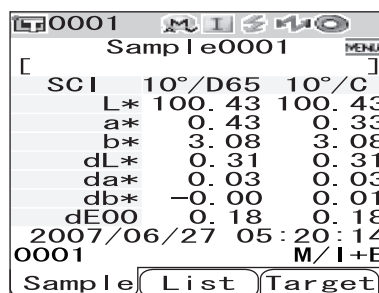 0001 M I
Sample0001 MENU
[ ]
SCI 10°/D65 10°/C
L* 100.43 100.43
a* 0.43 0.33
b* 3.08 3.08
dL* 0.31 0.31
da* 0.03 0.03
db* -0.00 0.01
dE00 0.18 0.18
2007/06/27 05:20:14
0001 M/I+E
Sample List Target